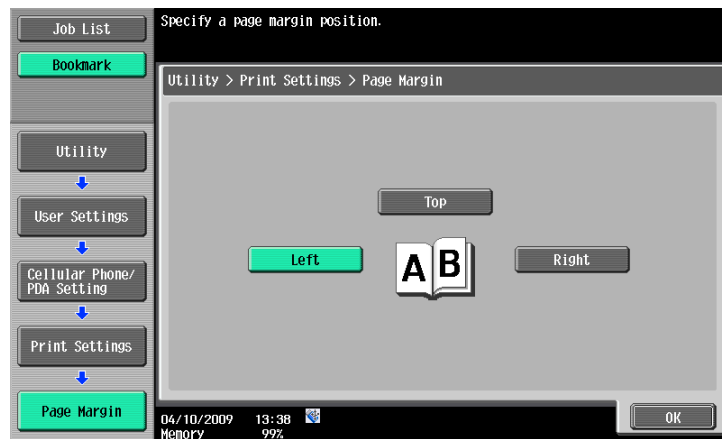 Job List
Bookmark
Specify a page margin position.
Utility > Print Settings > Page Margin
Utility
User Settings
Cellular Phone/
PDA Setting
Print Settings
Page Margin
Top
Left
A B
Right
04/10/2009 13:38
Memory 99%
OK